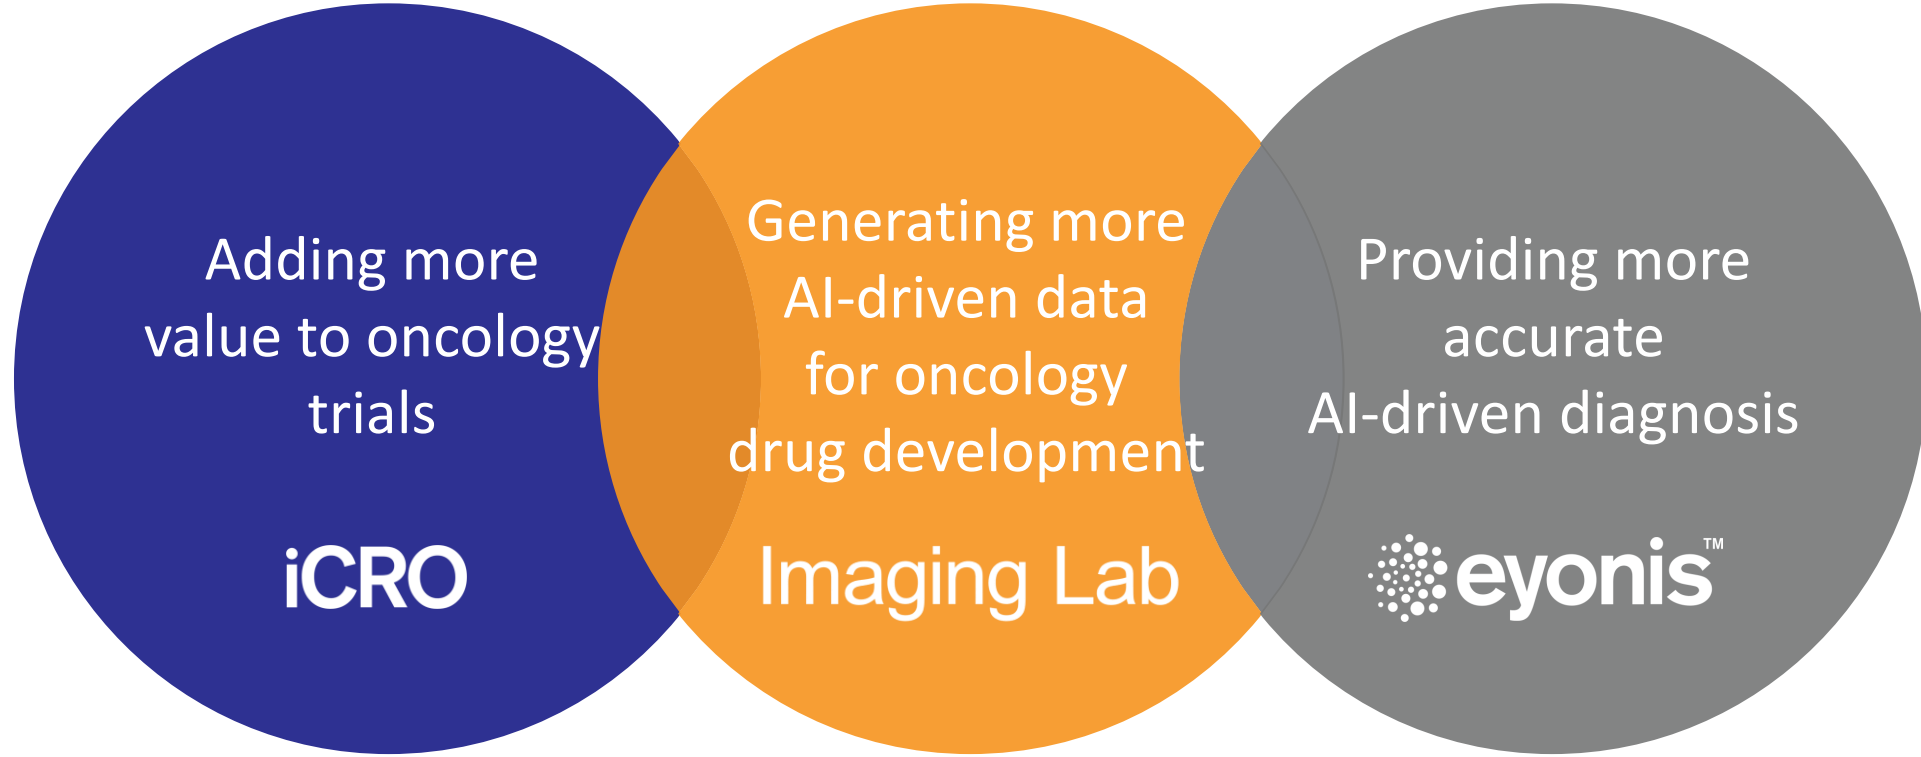 Adding more
value to oncology
trials
iCRO
Generating more
AI-driven data
for oncology
drug development
Imaging Lab
Providing more
accurate
AI-driven diagnosis
eyonis™